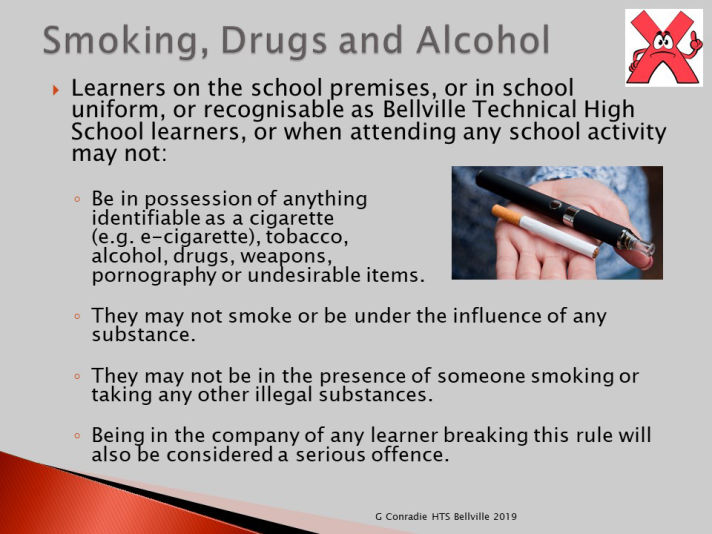 Smoking, Drugs and Alcohol
Learners on the school premises, or in school
uniform, or recognisable as Bellville Technical High
School learners, or when attending any school activity
may not:
Be in possession of anything
identifiable as a cigarette
(e.g. e-cigarette), tobacco,
alcohol, drugs, weapons,
pornography or undesirable items.
They may not smoke or be under the influence of any
substance.
They may not be in the presence of someone smoking or
taking any other illegal substances.
Being in the company of any learner breaking this rule will
also be considered a serious offence.
G Conradie HTS Bellville 2019